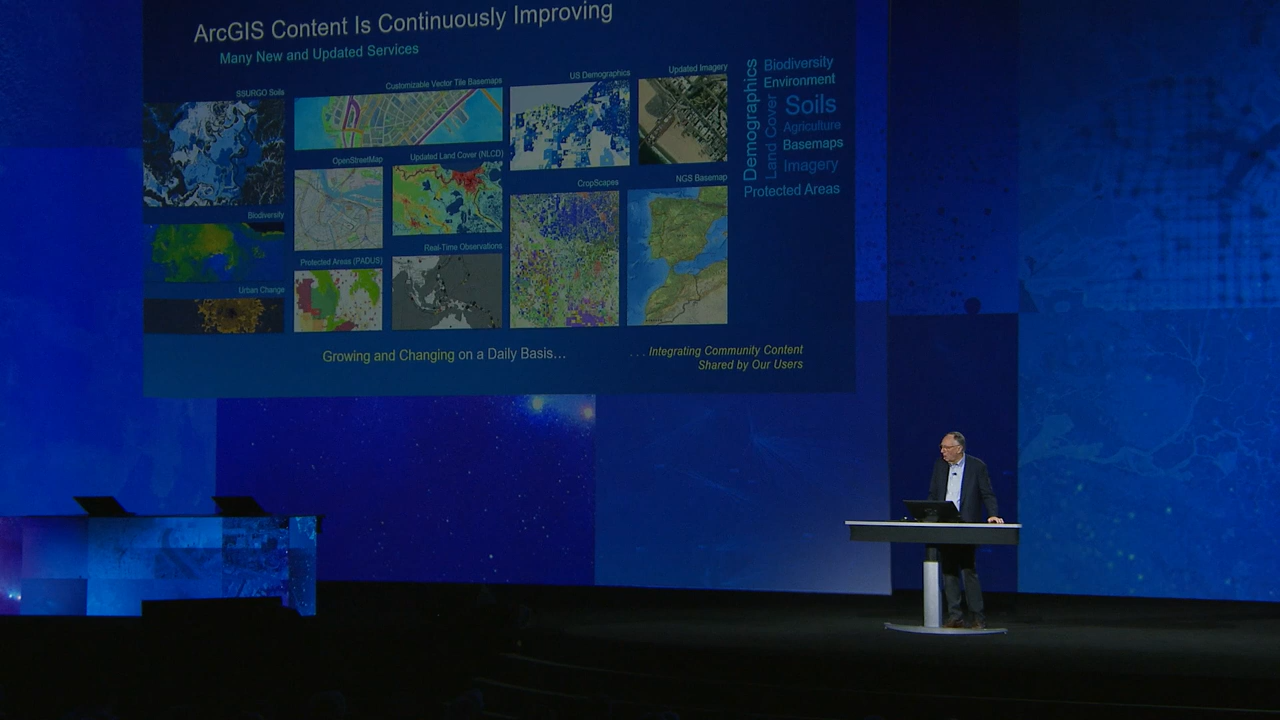 ArcGIS Content Is Continuously Improving
Many New and Updated Services
SSURGO Soils
Customizable Vector Tile Basemaps
US Demographics
Updated Imagery
OpenStreetMap
Updated Land Cover (NLCD)
CropScapes
NGS Basemap
Biodiversity
Protected Areas (PADUS)
Real-Time Observations
Urban Change
Demographics
Land Cover
Biodiversity
Environment
Soils
Agriculture
Basemaps
Imagery
Protected Areas
Growing and Changing on a Daily Basis...
. . . Integrating Community Content
Shared by Our Users